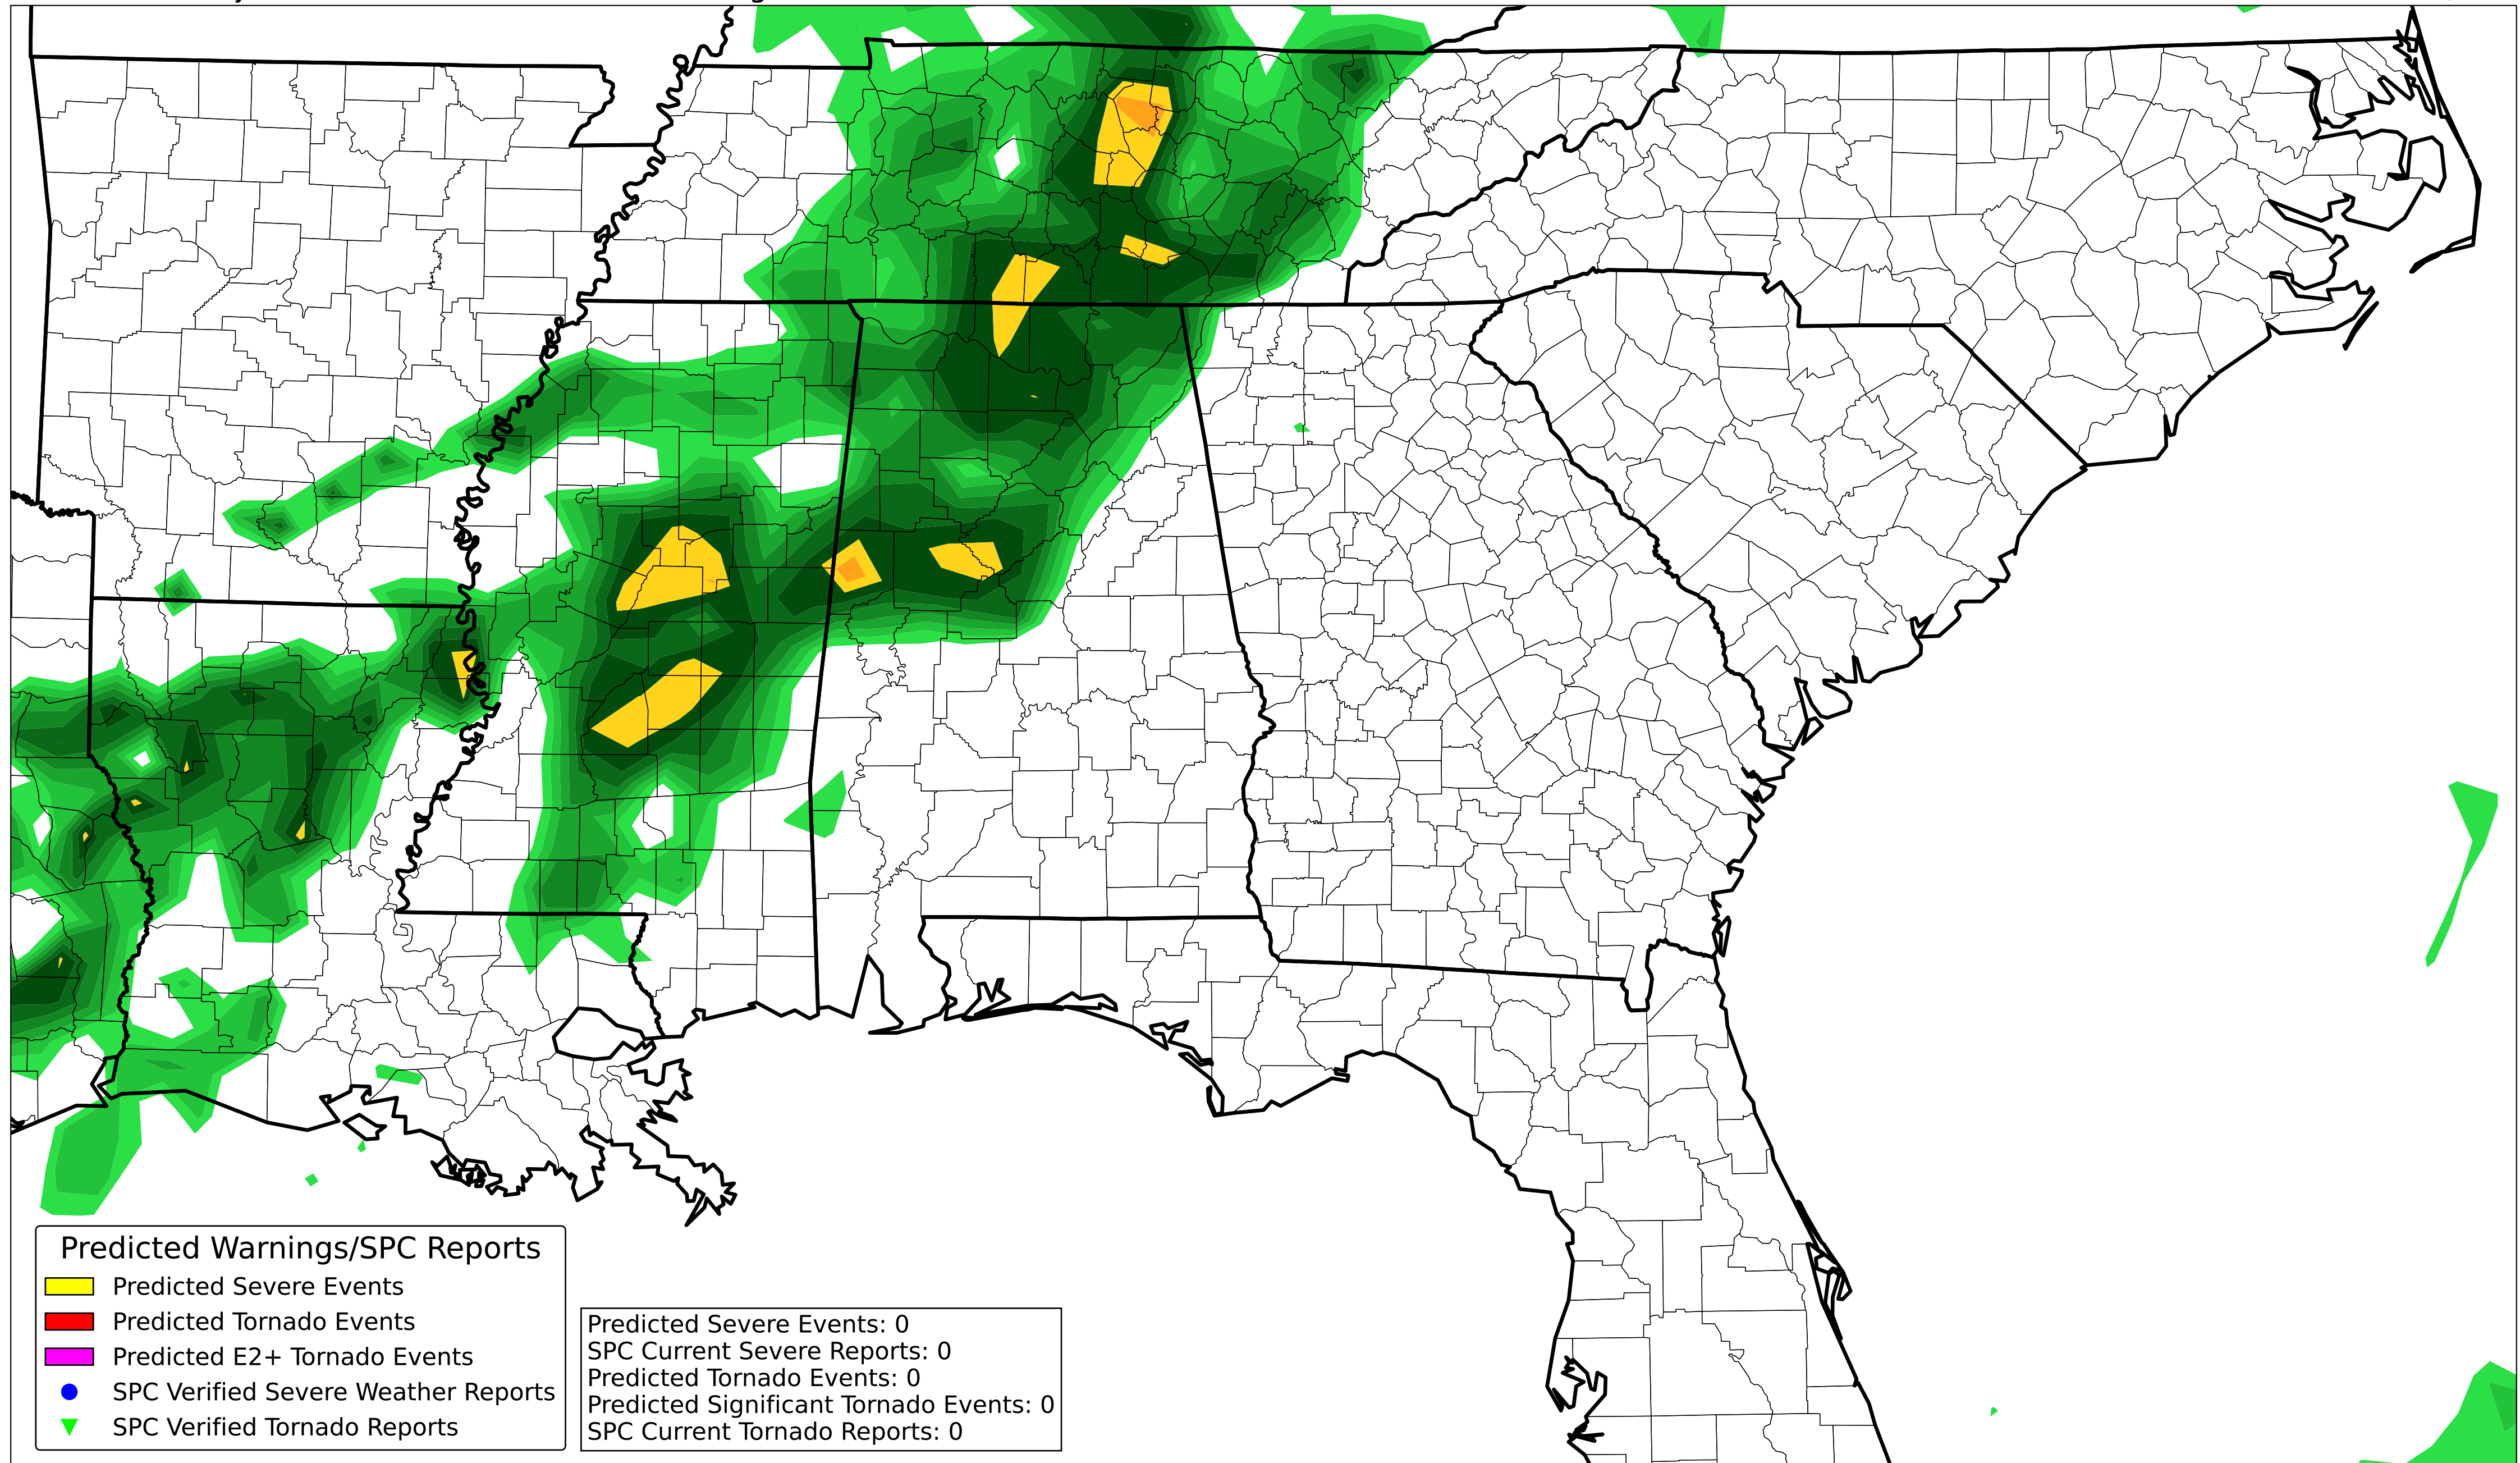 Predicted Warnings/SPC Reports
Predicted Severe Events
Predicted Tornado Events
Predicted E2+ Tornado Events
SPC Verified Severe Weather Reports
SPC Verified Tornado Reports
Predicted Severe Events: 0
SPC Current Severe Reports: 0
Predicted Tornado Events: 0
Predicted Significant Tornado Events: 0
SPC Current Tornado Reports: 0